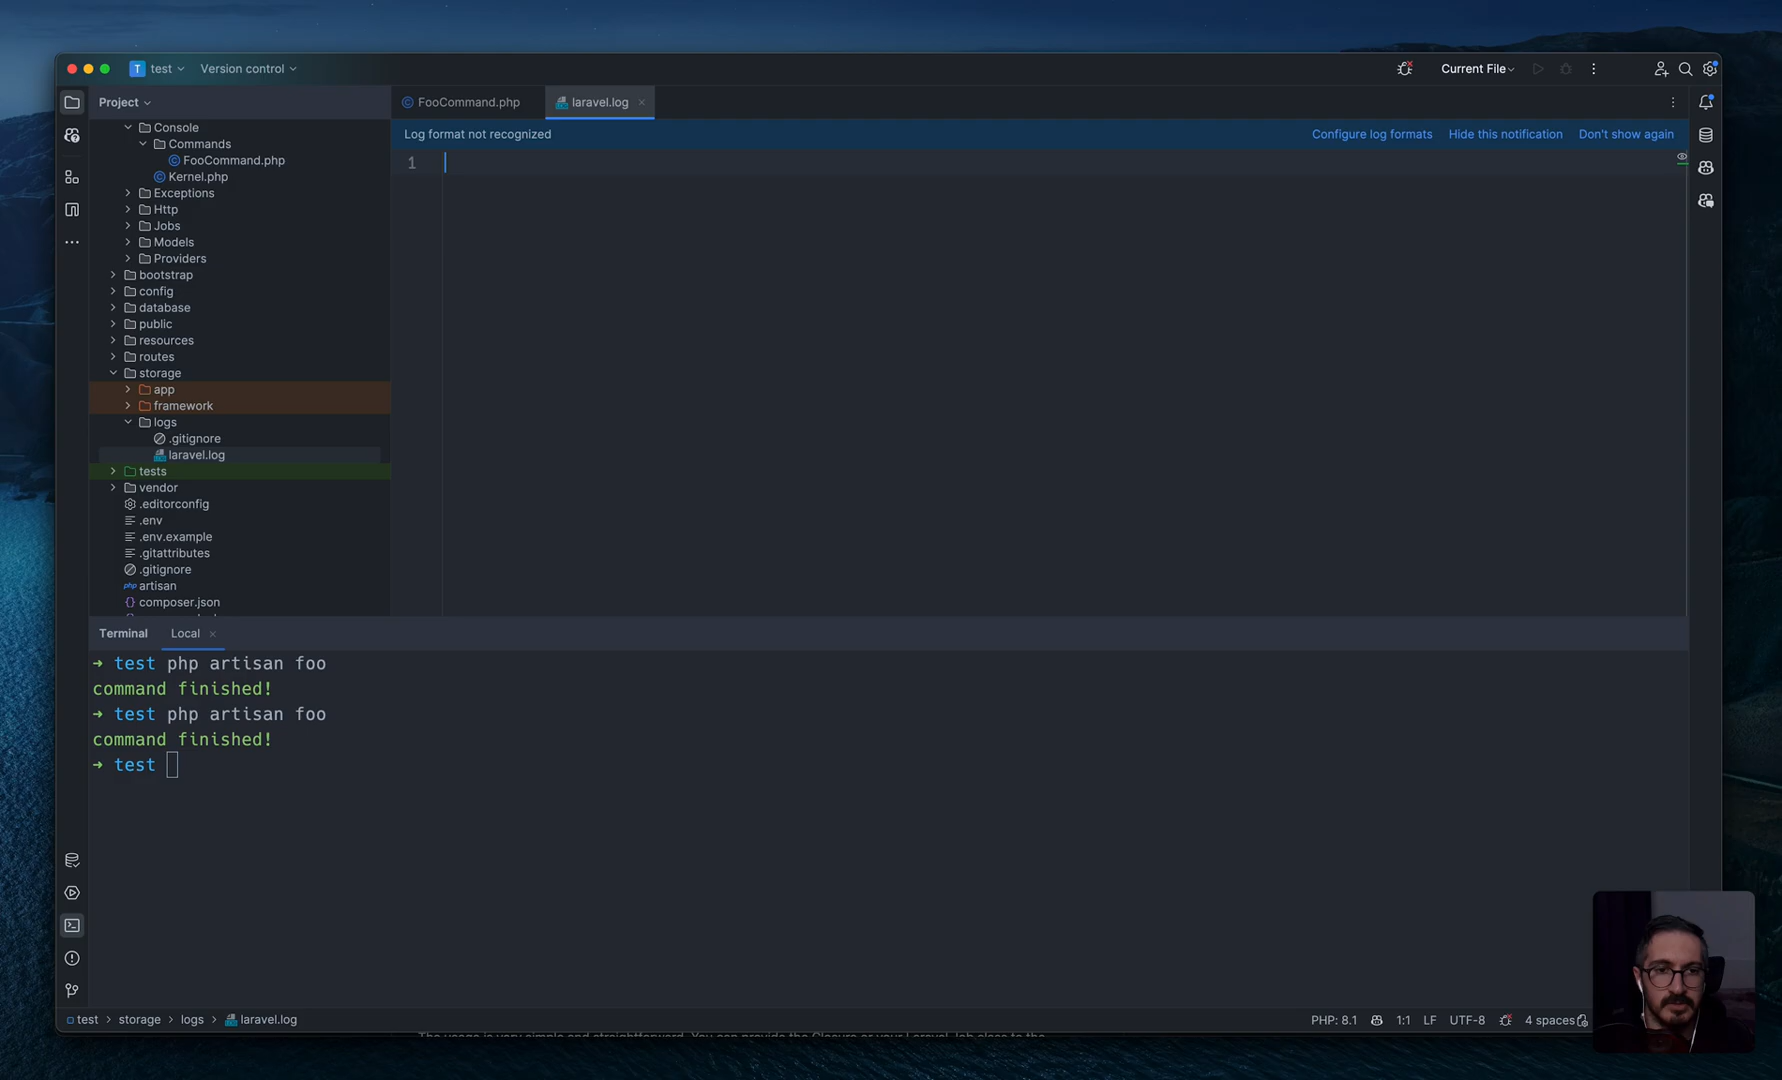 T test Version control Current File
Project
FooCommand.php laravel.log
Log format not recognized Configure log formats Hide this notification Don't show again
1
Console
Commands
FooCommand.php
Kernel.php
Exceptions
Http
Jobs
Models
Providers
bootstrap
config
database
public
resources
routes
storage
app
framework
logs
.gitignore
laravel.log
tests
vendor
.editorconfig
.env
.env.example
.gitattributes
.gitignore
php artisan
{} composer.json
Terminal Local
→ test php artisan foo
command finished!
→ test php artisan foo
command finished!
→ test
test > storage > logs > laravel.log PHP: 8.1 1:1 LF UTF-8 4 spaces